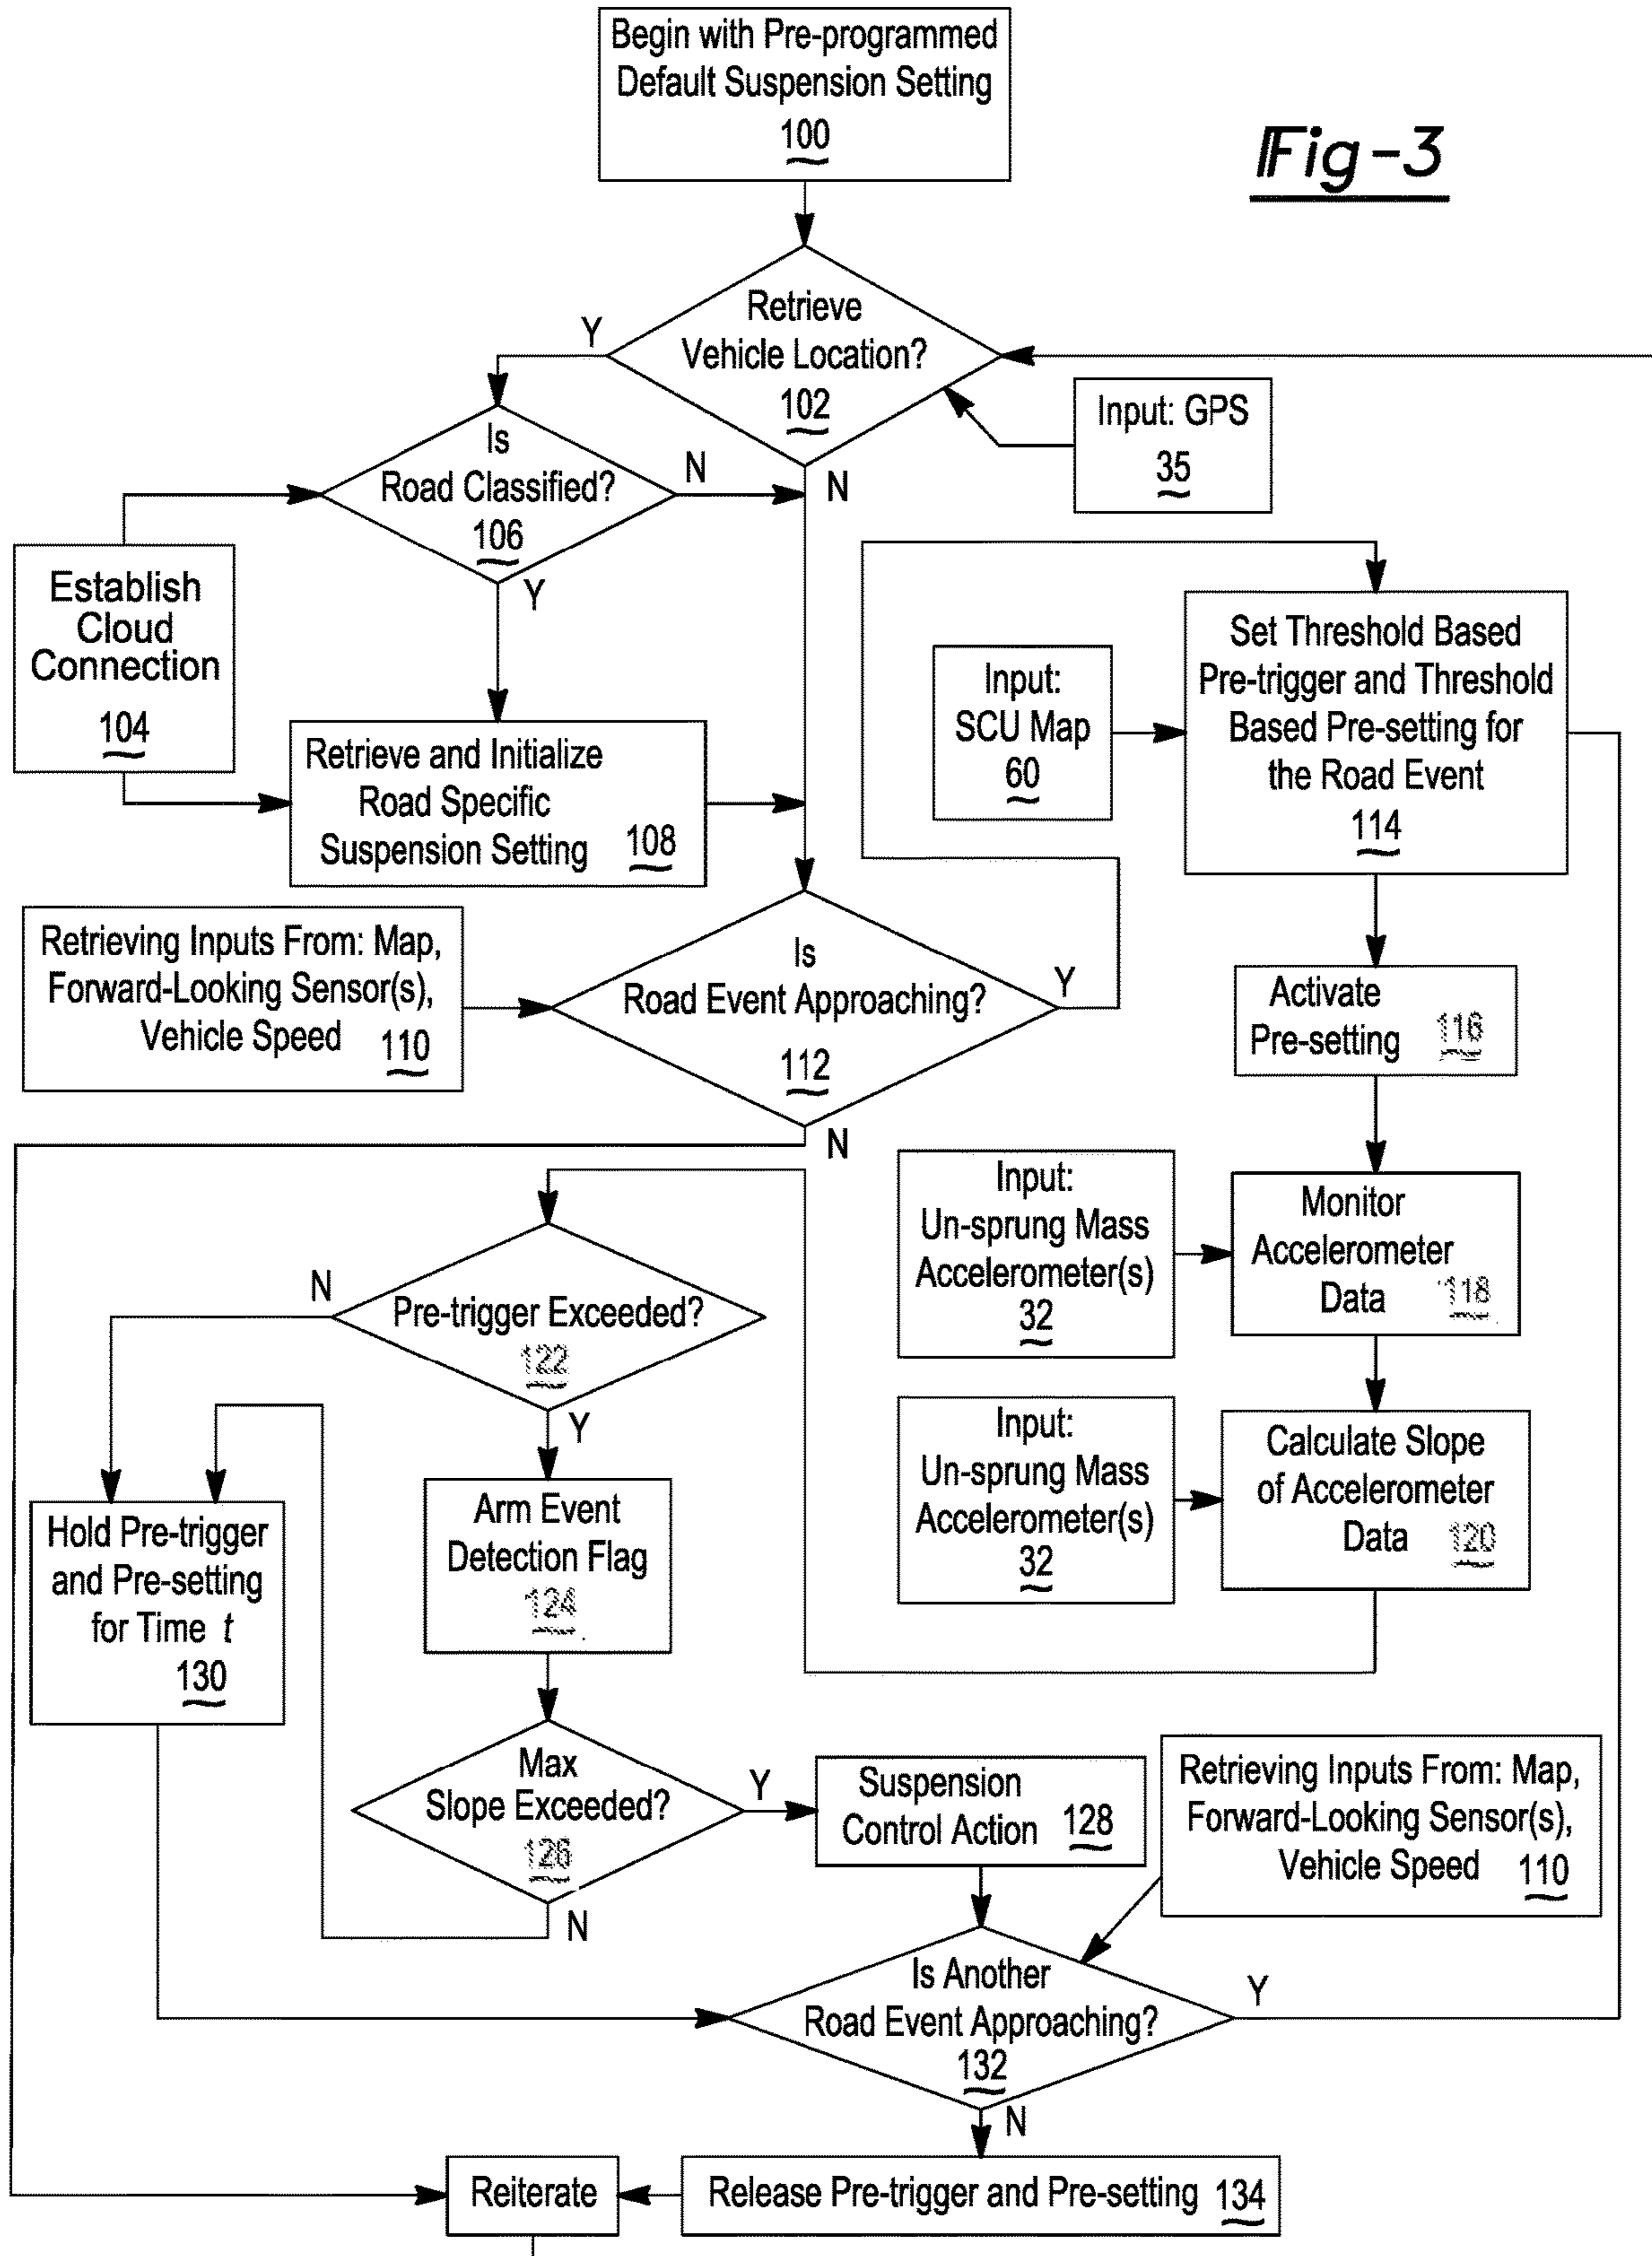 Begin with Pre-programmed
Default Suspension Setting
100
Fig-3
Retrieve
Vehicle Location?
102
Y
N
Input: GPS
35
Is
Road Classified?
106
N
Y
Establish
Cloud
Connection
104
Retrieve and Initialize
Road Specific
Suspension Setting 108
Input:
SCU Map
60
Set Threshold Based
Pre-trigger and Threshold
Based Pre-setting for
the Road Event
114
Retrieving Inputs From: Map,
Forward-Looking Sensor(s),
Vehicle Speed 110
Is
Road Event Approaching?
112
Y
N
Activate
Pre-setting 116
Input:
Un-sprung Mass
Accelerometer(s)
32
Monitor
Accelerometer
Data 118
N
Pre-trigger Exceeded?
122
Y
Input:
Un-sprung Mass
Accelerometer(s)
32
Calculate Slope
of Accelerometer
Data 120
Hold Pre-trigger
and Pre-setting
for Time t
130
Arm Event
Detection Flag
124
Max
Slope Exceeded?
126
Y
N
Suspension
Control Action 128
Retrieving Inputs From: Map,
Forward-Looking Sensor(s),
Vehicle Speed 110
Is Another
Road Event Approaching?
132
Y
N
Reiterate
Release Pre-trigger and Pre-setting 134